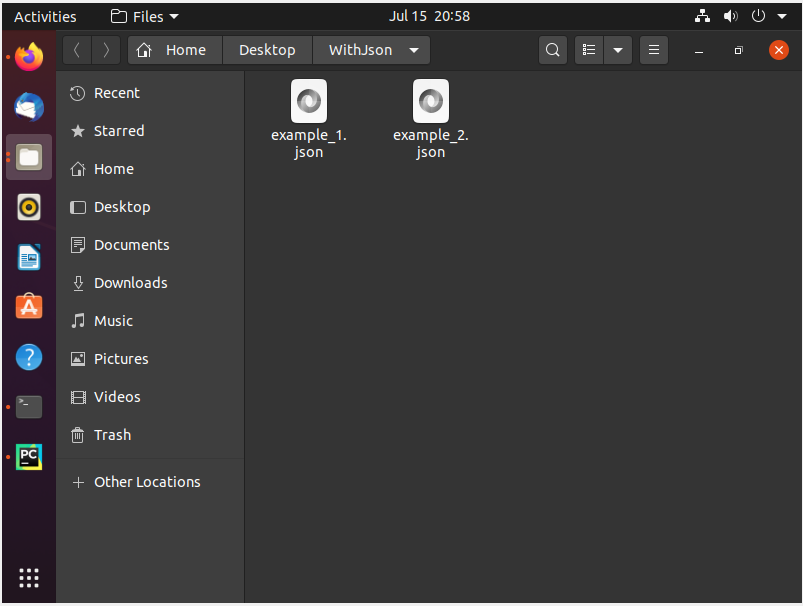 Activities Files Jul 15 20:58
Home Desktop WithJson
Recent
Starred
Home
Desktop
Documents
Downloads
Music
Pictures
Videos
Trash
Other Locations
example_1.
json
example_2.
json
?
>_
PC